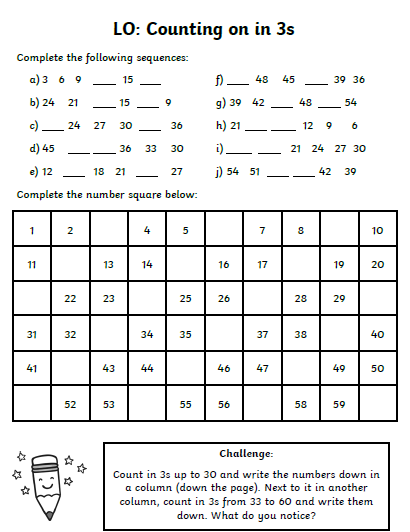 LO: Counting on in 3s
Complete the following sequences:
a) 3 6 9 ____ 15 ____
f) ____ 48 45 ____ 39 36
b) 24 21 ____ 15 ____ 9
g) 39 42 ____ 48 ____ 54
c) ____ 24 27 30 ____ 36
h) 21 ____ ____ 12 9 6
d) 45 ____ ____ 36 33 30
i) ____ ____ 21 24 27 30
e) 12 ____ 18 21 ____ 27
j) 54 51 ____ ____ 42 39
Complete the number square below:
1 2 4 5 7 8 10
11 13 14 16 17 19 20
22 23 25 26 28 29
31 32 34 35 37 38 40
41 43 44 46 47 49 50
52 53 55 56 58 59
Challenge:
Count in 3s up to 30 and write the numbers down in
a column (down the page). Next to it in another
column, count in 3s from 33 to 60 and write them
down. What do you notice?